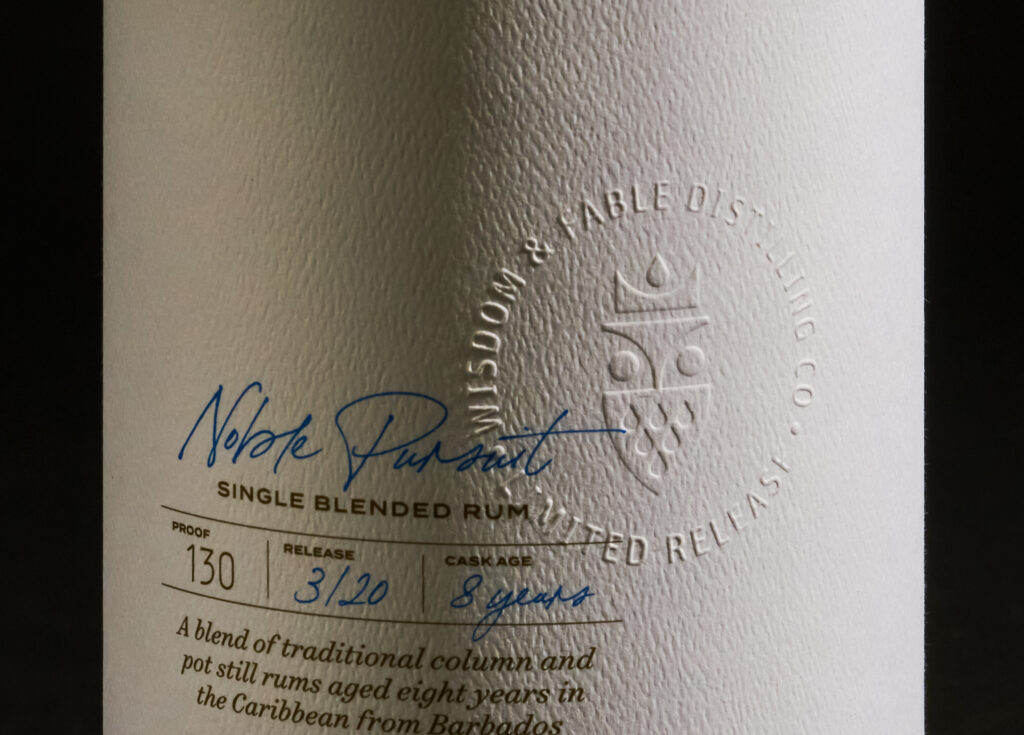 WISDOM & FABLE DISTILLING CO.
LIMITED RELEASE
Noble Pursuit
SINGLE BLENDED RUM
PROOF
130
RELEASE
3/20
CASK AGE
8 years
A blend of traditional column and
pot still rums aged eight years in
the Caribbean from Barbados